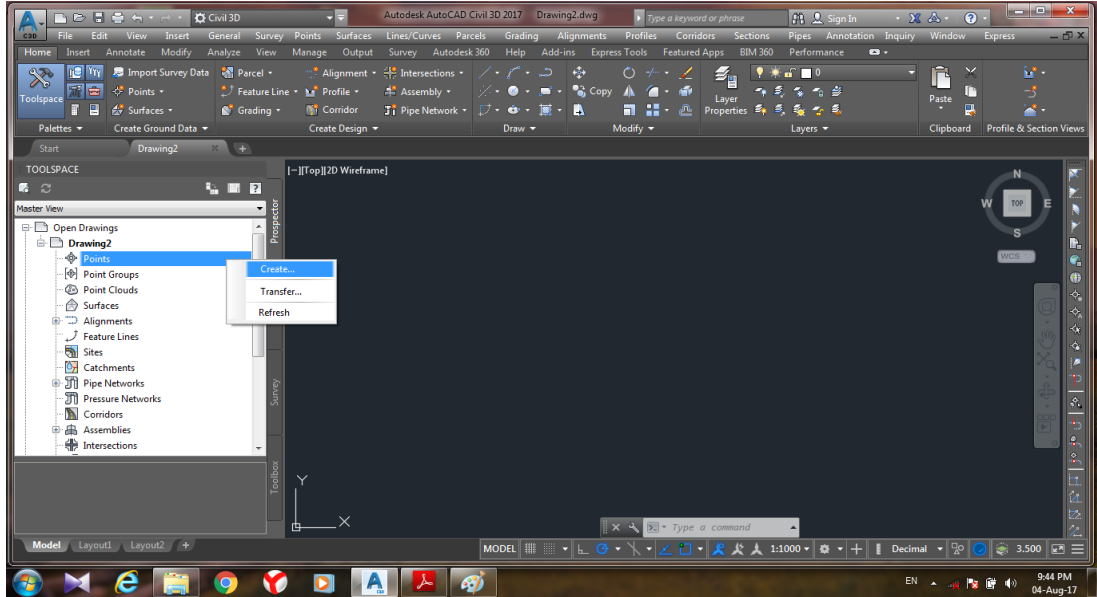 Civil 3D
Autodesk AutoCAD Civil 3D 2017 Drawing2.dwg
Type a keyword or phrase
Sign In
C3D
File Edit View Insert General Survey Points Surfaces Lines/Curves Parcels Grading Alignments Profiles Corridors Sections Pipes Annotation Inquiry Window Express
Home Insert Annotate Modify Analyze View Manage Output Survey Autodesk 360 Help Add-ins Express Tools Featured Apps BIM 360 Performance
Import Survey Data Parcel Alignment Intersections 0
Toolspace Points Feature Line Profile Assembly Copy Layer Properties Paste
Surfaces Grading Corridor Pipe Network
Palettes Create Ground Data Create Design Draw Modify Layers Clipboard Profile & Section Views
Start Drawing2
TOOLSPACE
[−][Top][2D Wireframe]
Master View
Open Drawings
Drawing2
Points
Point Groups
Point Clouds
Surfaces
Alignments
Feature Lines
Sites
Catchments
Pipe Networks
Pressure Networks
Corridors
Assemblies
Intersections
Create...
Transfer...
Refresh
Prospector
Survey
Toolbox
N
W TOP E
S
WCS
Y
X
Type a command
Model Layout1 Layout2
MODEL 1:1000 Decimal 3.500
EN
9:44 PM
04-Aug-17